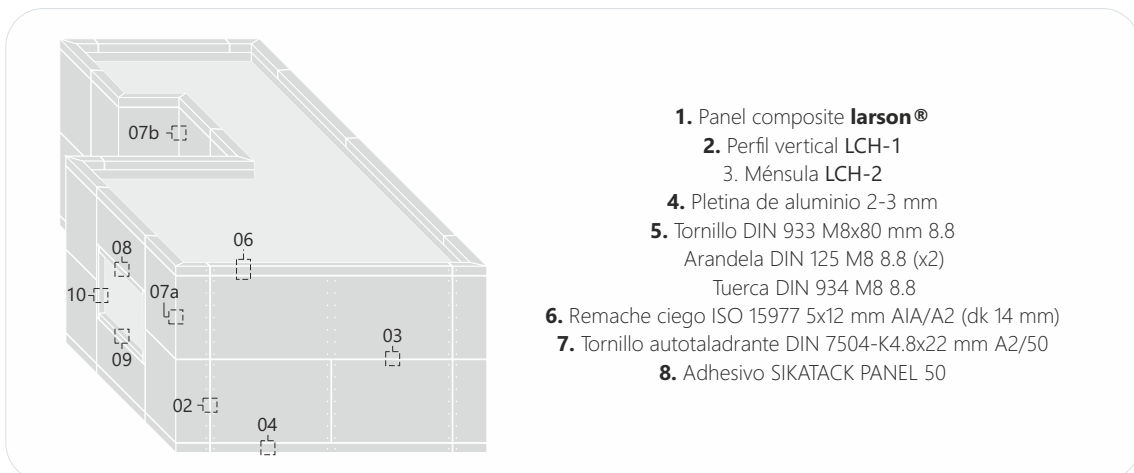 07b
06
08
07a
10
03
09
02
04
1. Panel composite larson®
2. Perfil vertical LCH-1
3. Ménsula LCH-2
4. Pletina de aluminio 2-3 mm
5. Tornillo DIN 933 M8x80 mm 8.8
Arandela DIN 125 M8 8.8 (x2)
Tuerca DIN 934 M8 8.8
6. Remache ciego ISO 15977 5x12 mm AIA/A2 (dk 14 mm)
7. Tornillo autotaladrante DIN 7504-K4.8x22 mm A2/50
8. Adhesivo SIKATACK PANEL 50